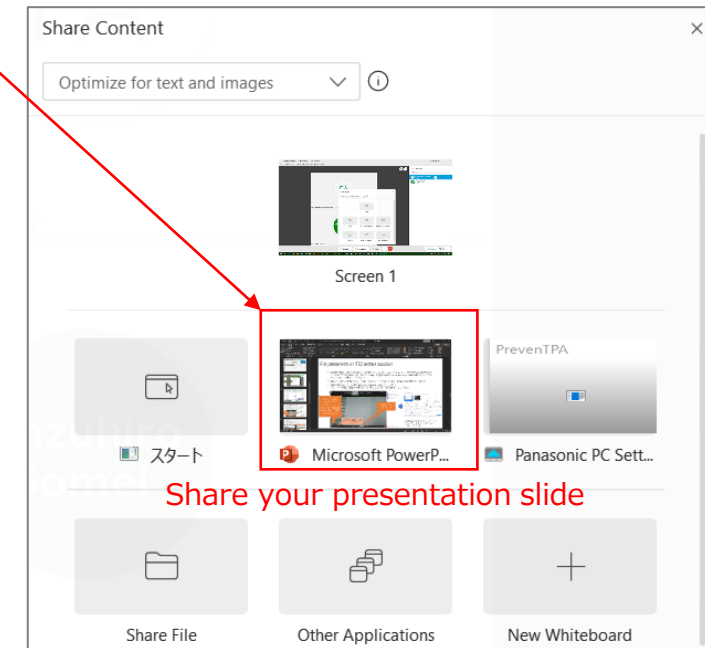 Share Content
Optimize for text and images
Screen 1
PrevenTPA
スタート
Microsoft PowerP...
Panasonic PC Sett...
Share your presentation slide
Share File
Other Applications
New Whiteboard